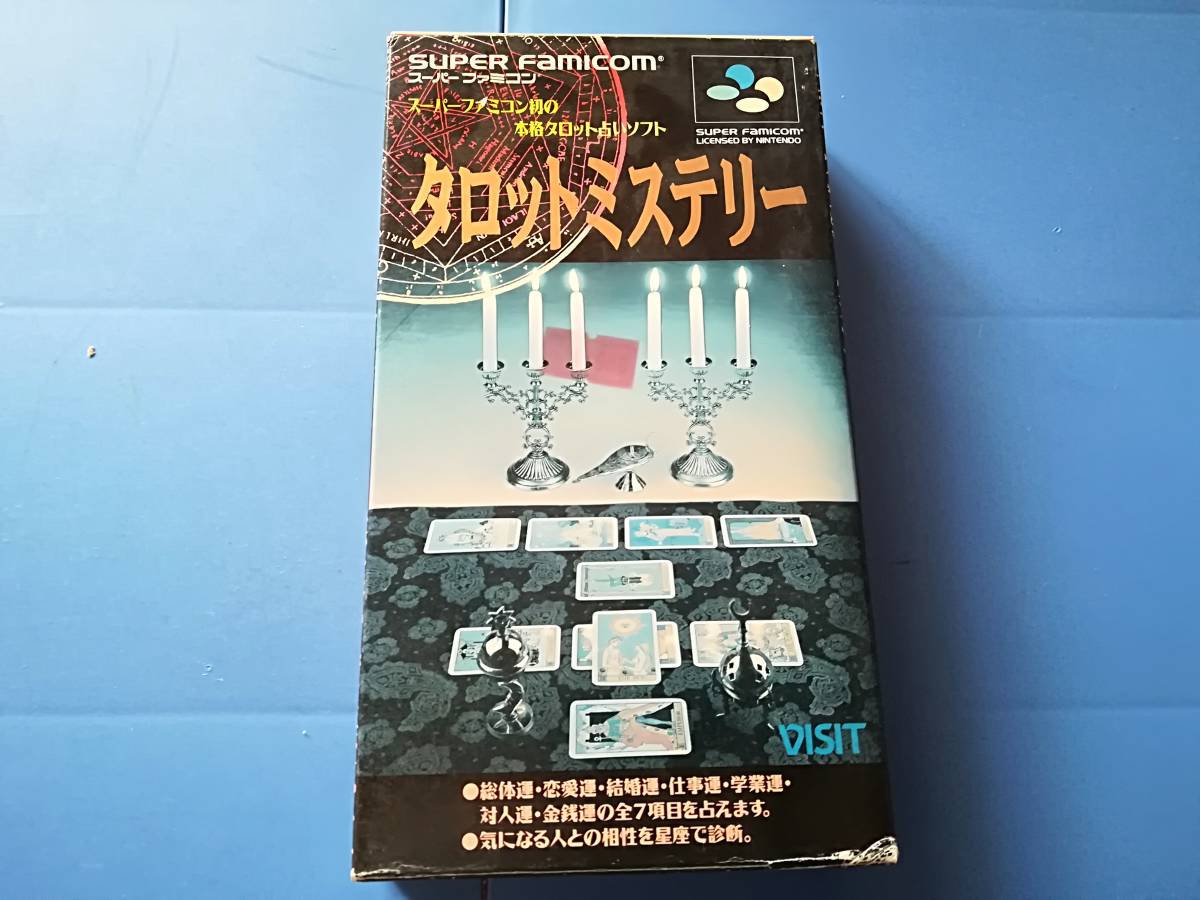 SUPER FAMICOM®
スーパーファミコン
スーパーファミコン初の
本格タロット占いソフト
SUPER FAMICOM®
LICENSED BY NINTENDO
タロットミステリー
VISIT
●総体運・恋愛運・結婚運・仕事運・学業運・
対人運・金銭運の全7項目を占えます。
●気になる人との相性を星座で診断。